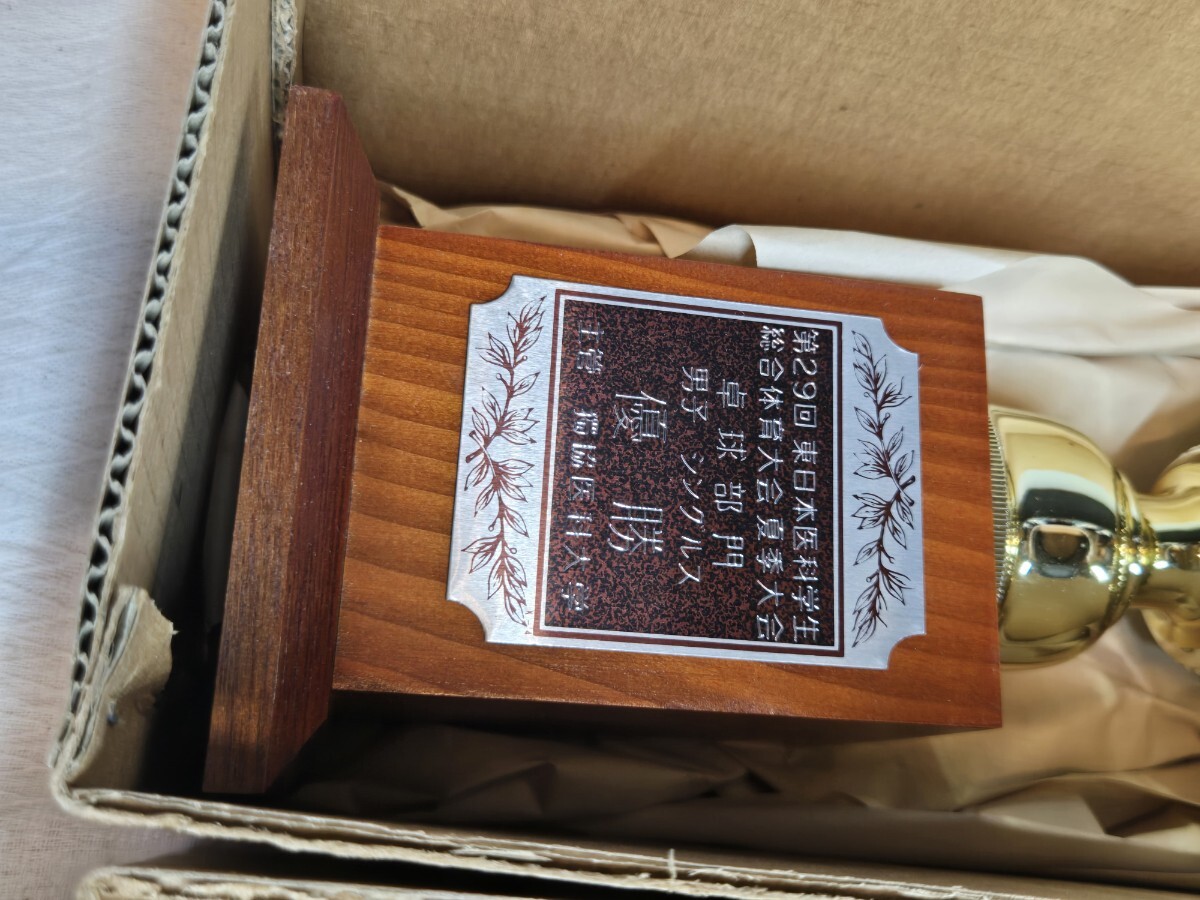 第29回 東日本医科学生
総合体育大会 夏季大会
卓球部門
男子 シングルス
優勝
主管 獨協医科大学